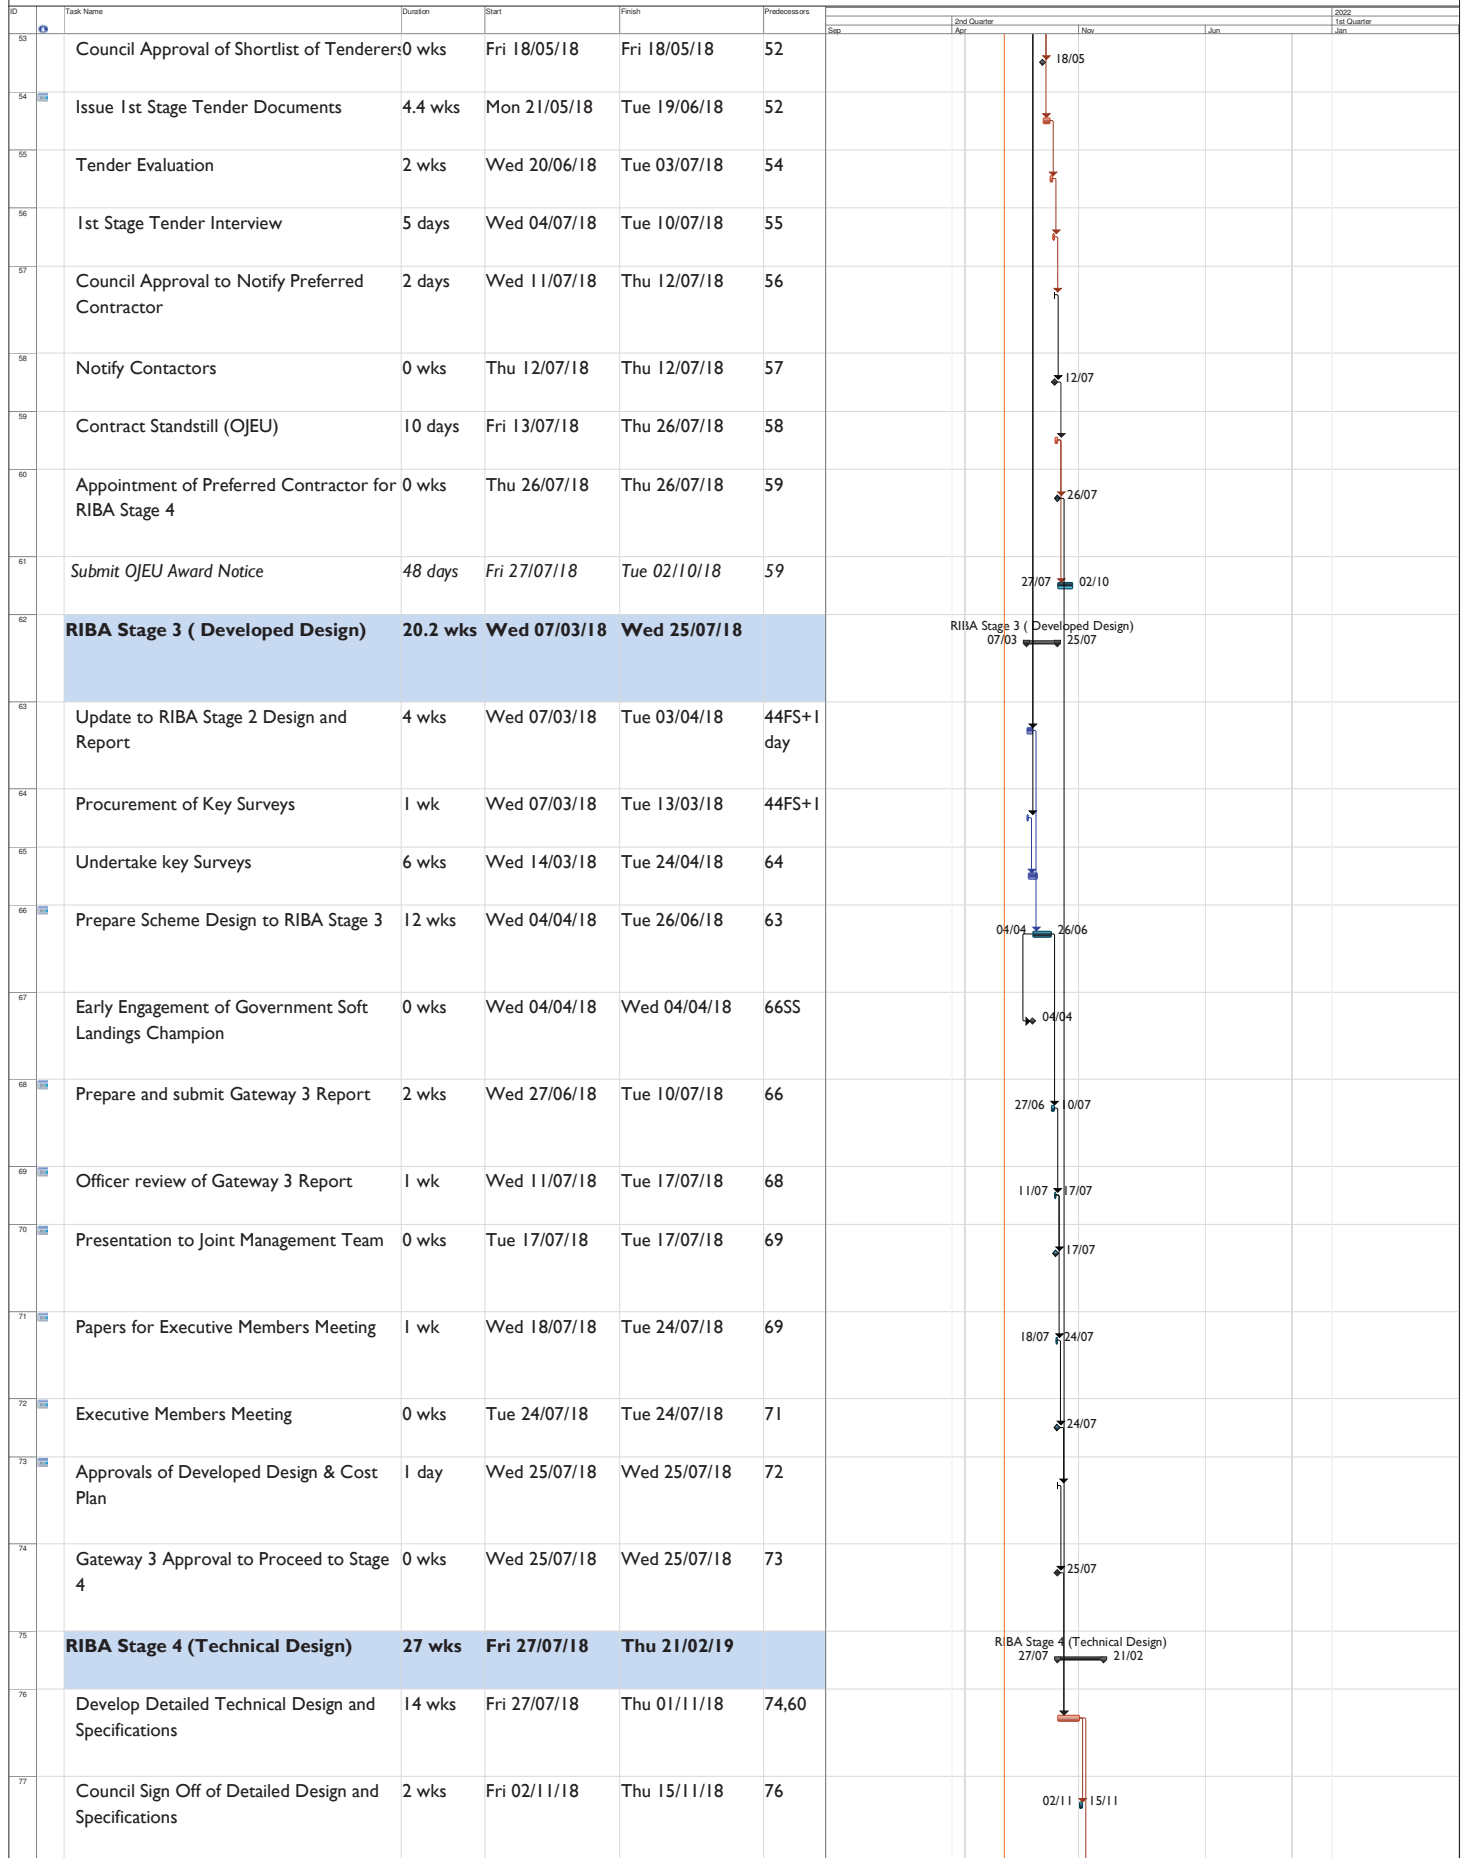 ID Task Name Duration Start Finish Predecessors
2022
2nd Quarter 1st Quarter
Sep Apr Nov Jun Jan
53 Council Approval of Shortlist of Tenderers 0 wks Fri 18/05/18 Fri 18/05/18 52
18/05
54 Issue 1st Stage Tender Documents 4.4 wks Mon 21/05/18 Tue 19/06/18 52
55 Tender Evaluation 2 wks Wed 20/06/18 Tue 03/07/18 54
56 1st Stage Tender Interview 5 days Wed 04/07/18 Tue 10/07/18 55
57 Council Approval to Notify Preferred 2 days Wed 11/07/18 Thu 12/07/18 56
Contractor
58 Notify Contactors 0 wks Thu 12/07/18 Thu 12/07/18 57
12/07
59 Contract Standstill (OJEU) 10 days Fri 13/07/18 Thu 26/07/18 58
60 Appointment of Preferred Contractor for 0 wks Thu 26/07/18 Thu 26/07/18 59
26/07
RIBA Stage 4
61 Submit OJEU Award Notice 48 days Fri 27/07/18 Tue 02/10/18 59
27/07 02/10
62 RIBA Stage 3 ( Developed Design) 20.2 wks Wed 07/03/18 Wed 25/07/18
RIBA Stage 3 ( Developed Design)
07/03 25/07
63 Update to RIBA Stage 2 Design and 4 wks Wed 07/03/18 Tue 03/04/18 44FS+1
Report day
64 Procurement of Key Surveys 1 wk Wed 07/03/18 Tue 13/03/18 44FS+1
65 Undertake key Surveys 6 wks Wed 14/03/18 Tue 24/04/18 64
66 Prepare Scheme Design to RIBA Stage 3 12 wks Wed 04/04/18 Tue 26/06/18 63
04/04 26/06
67 Early Engagement of Government Soft 0 wks Wed 04/04/18 Wed 04/04/18 66SS
04/04
Landings Champion
68 Prepare and submit Gateway 3 Report 2 wks Wed 27/06/18 Tue 10/07/18 66
27/06 10/07
69 Officer review of Gateway 3 Report 1 wk Wed 11/07/18 Tue 17/07/18 68
11/07 17/07
70 Presentation to Joint Management Team 0 wks Tue 17/07/18 Tue 17/07/18 69
17/07
71 Papers for Executive Members Meeting 1 wk Wed 18/07/18 Tue 24/07/18 69
18/07 24/07
72 Executive Members Meeting 0 wks Tue 24/07/18 Tue 24/07/18 71
24/07
73 Approvals of Developed Design & Cost 1 day Wed 25/07/18 Wed 25/07/18 72
Plan
74 Gateway 3 Approval to Proceed to Stage 0 wks Wed 25/07/18 Wed 25/07/18 73
25/07
4
75 RIBA Stage 4 (Technical Design) 27 wks Fri 27/07/18 Thu 21/02/19
RIBA Stage 4 (Technical Design)
27/07 21/02
76 Develop Detailed Technical Design and 14 wks Fri 27/07/18 Thu 01/11/18 74,60
Specifications
77 Council Sign Off of Detailed Design and 2 wks Fri 02/11/18 Thu 15/11/18 76
02/11 15/11
Specifications